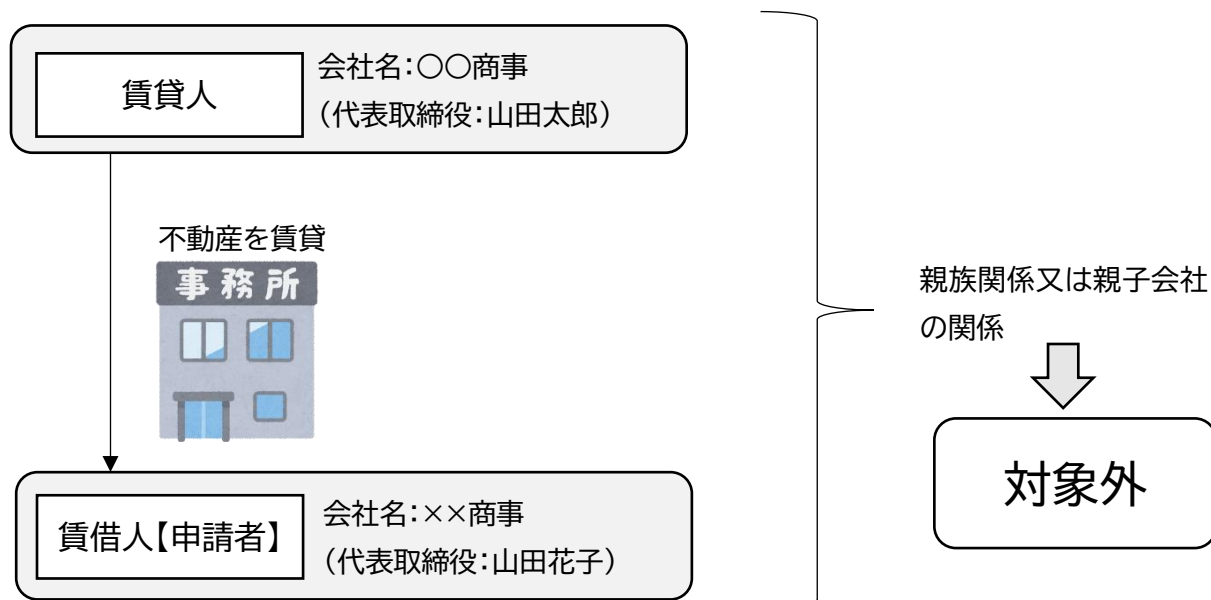 賃貸人
会社名：〇〇商事
（代表取締役：山田太郎）
不動産を賃貸
事務所
賃借人【申請者】
会社名：××商事
（代表取締役：山田花子）
親族関係又は親子会社
の関係
対象外